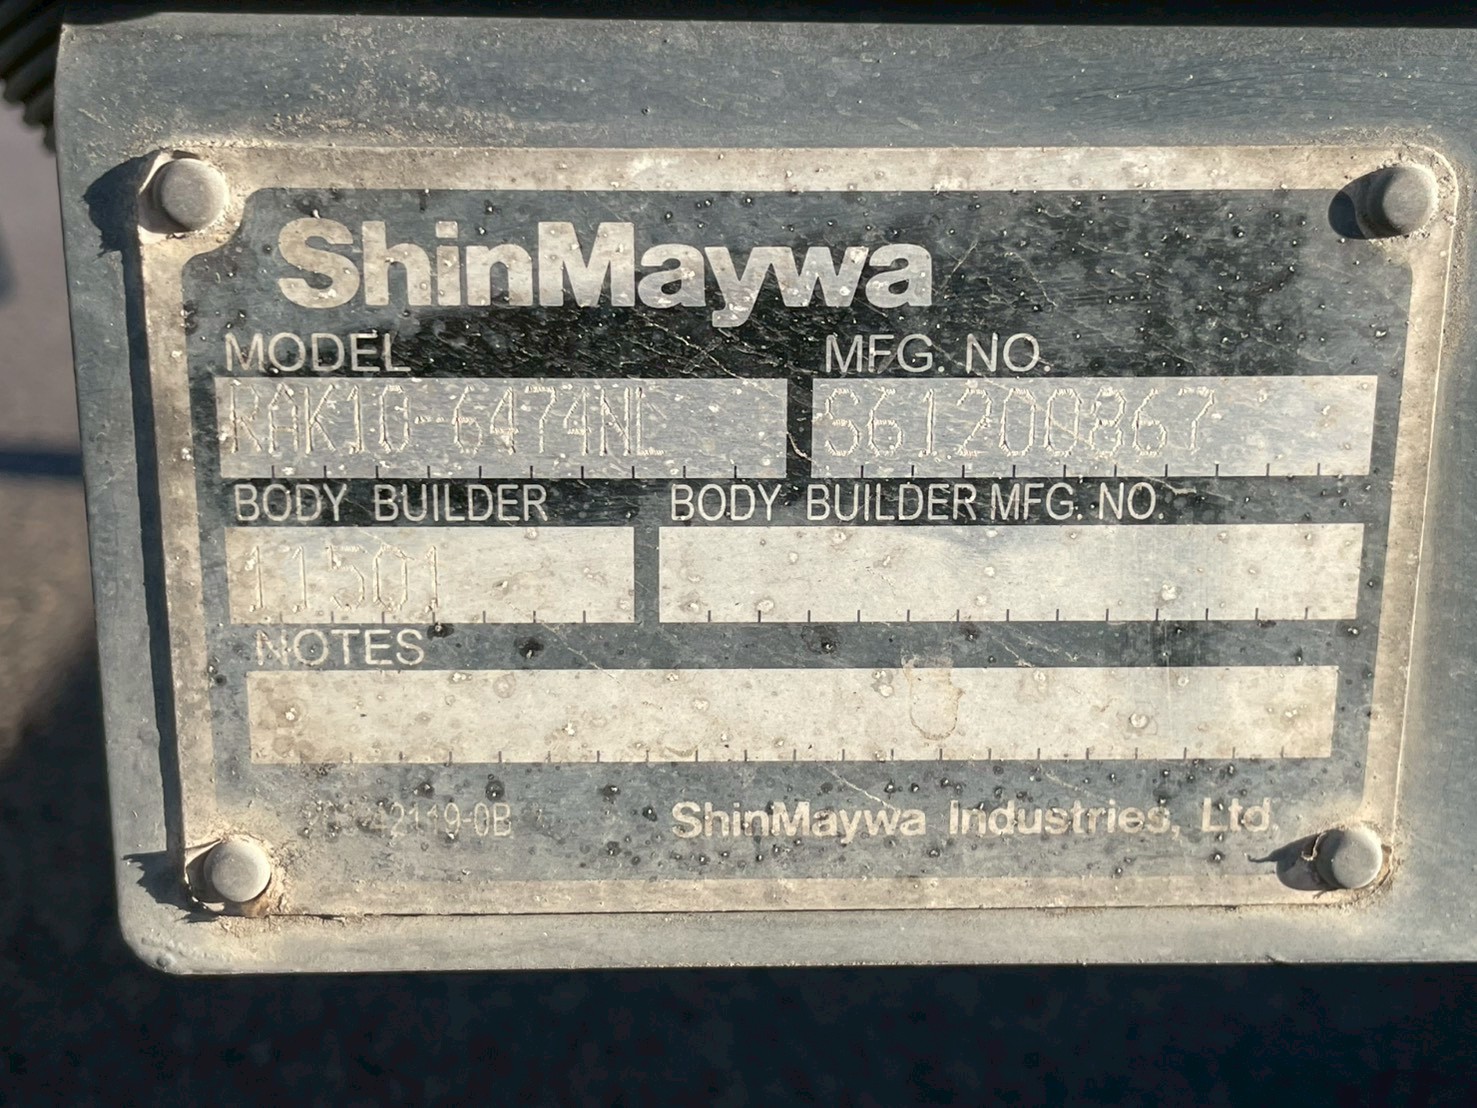 ShinMaywa
MODEL MFG. NO.
RAK10-6474NL S61200867
BODY BUILDER BODY BUILDER MFG. NO.
11501
NOTES
ShinMaywa Industries, Ltd.